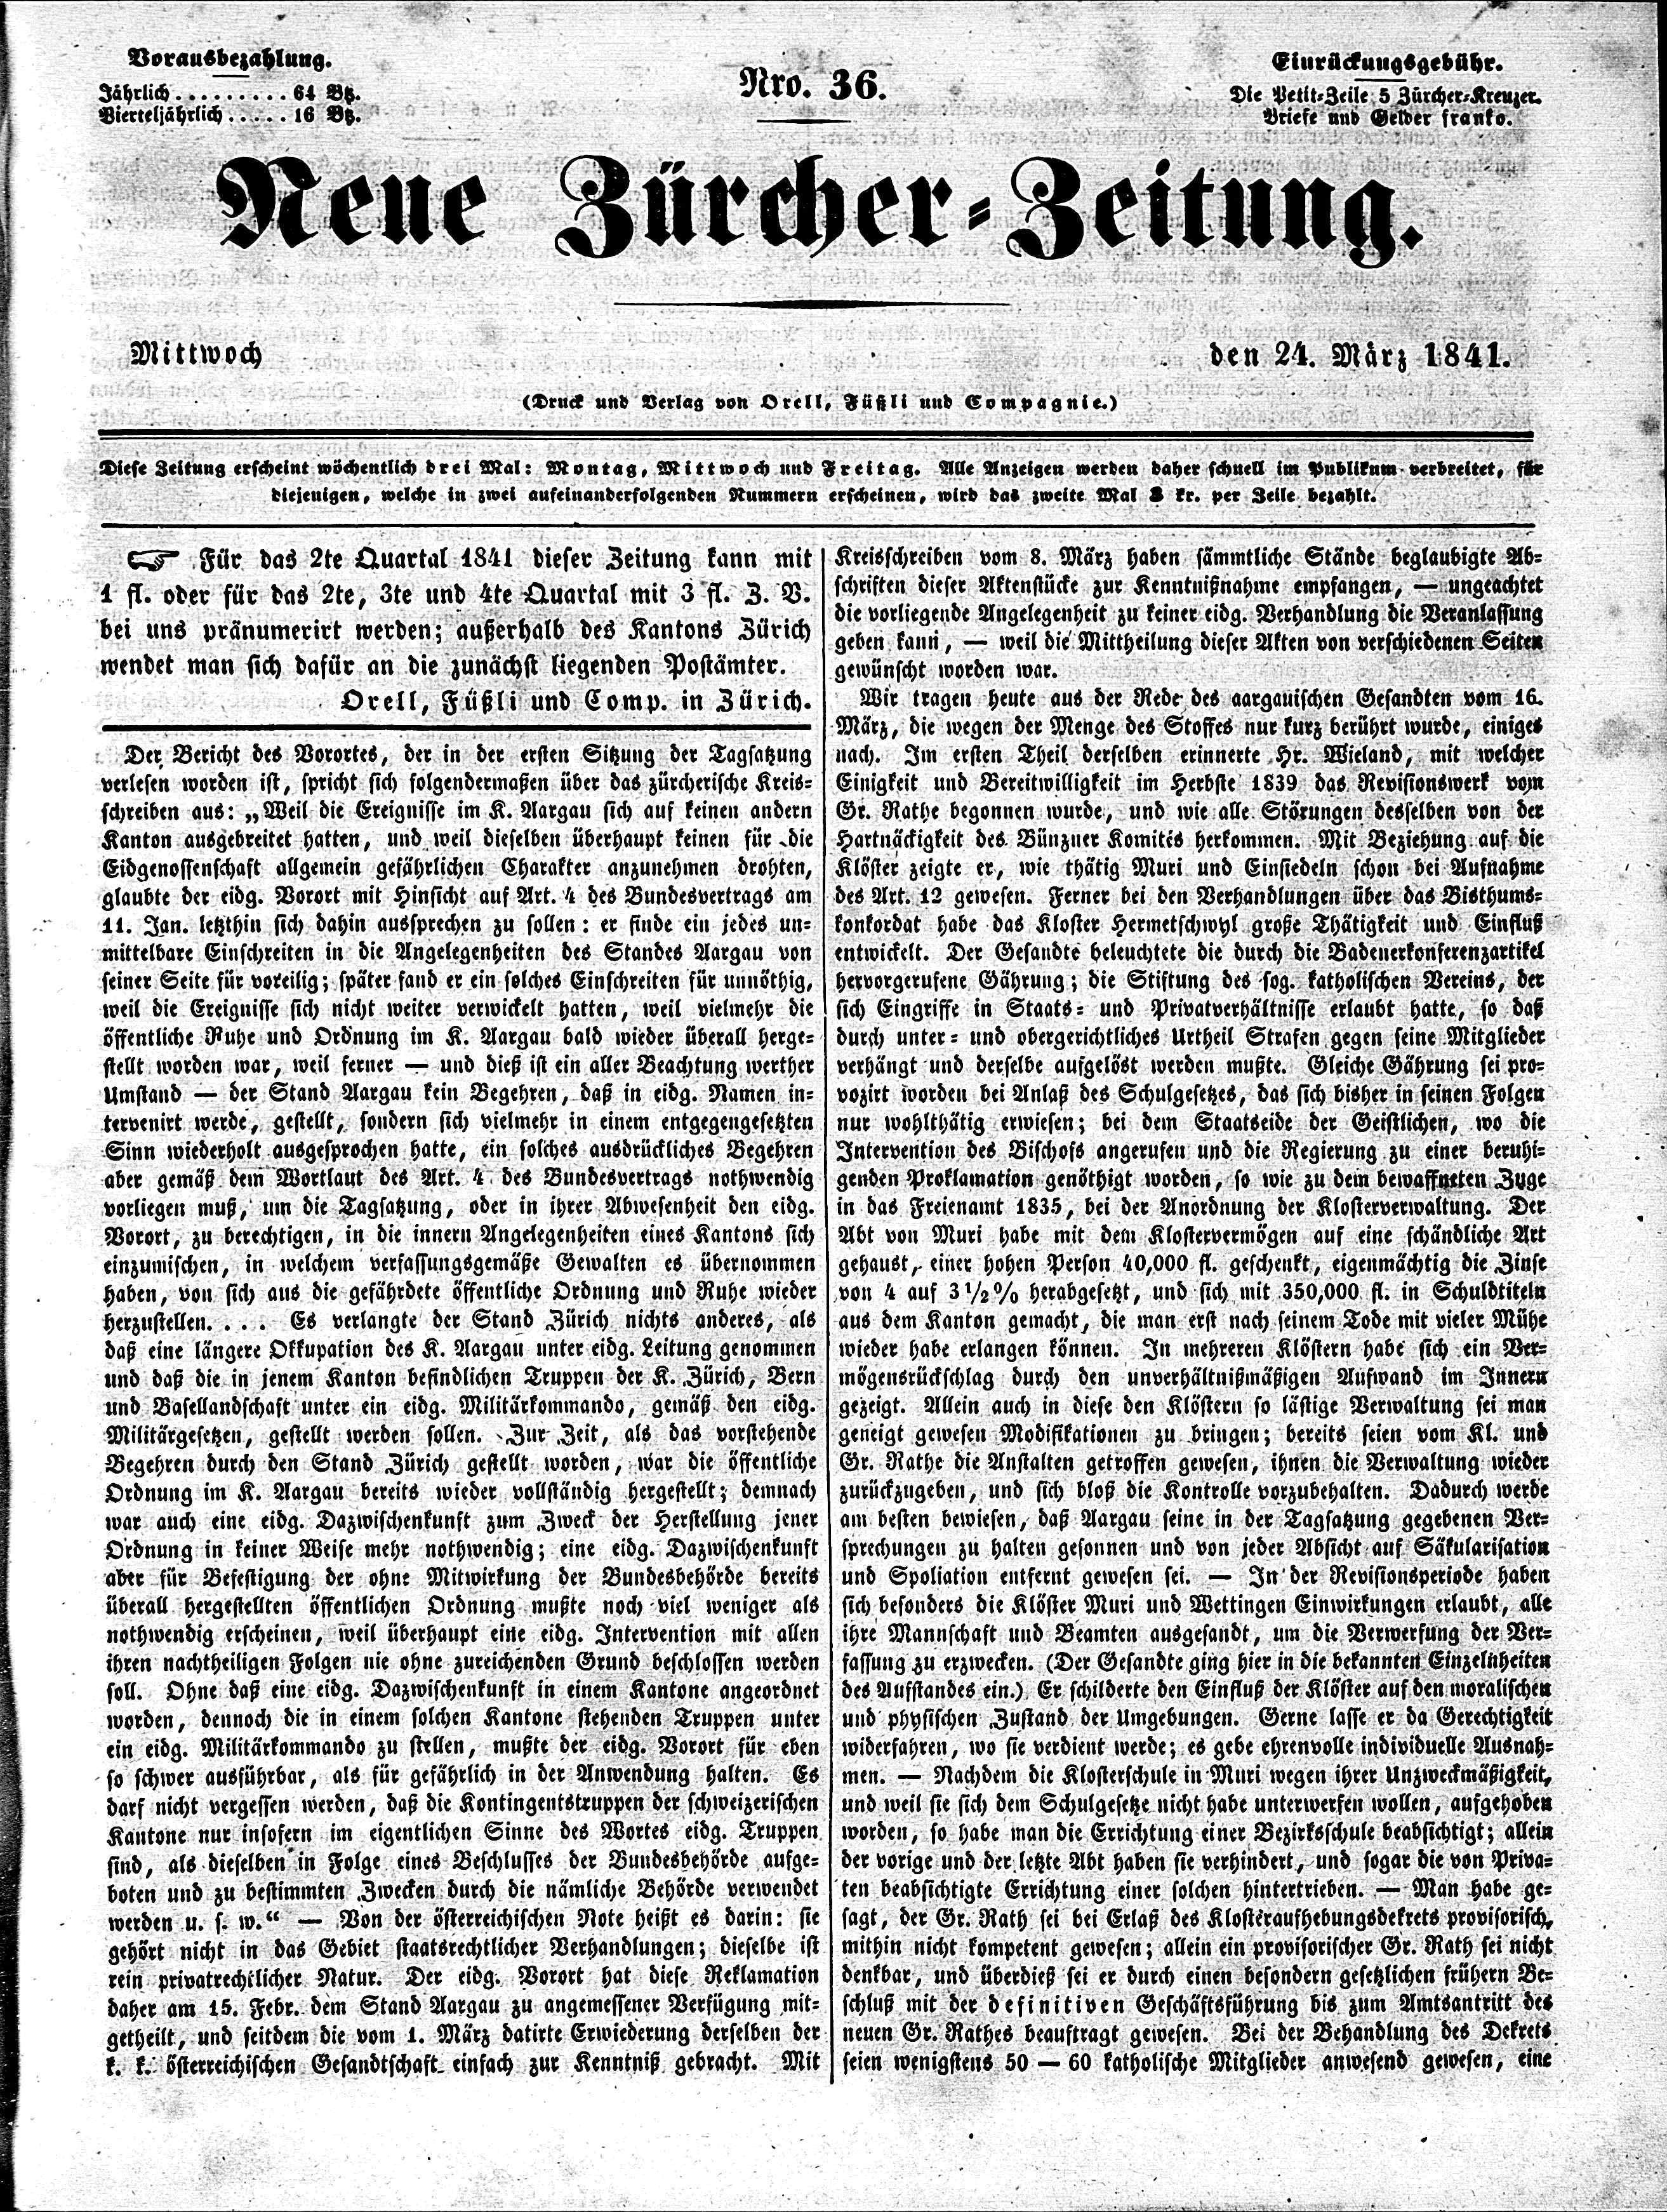 Vorausbezahlung.
Jährlich . . . . . . . . . 64 Btz.
Vierteljährlich . . . . . 16 Btz.
Nro. 36.
Einrückungsgebühr.
Die Petit-Zeile 5 Zürcher-Kreuzer.
Briefe und Gelder franko.
Neue Zürcher-Zeitung.
Mittwoch den 24. März 1841.
(Druck und Verlag von Orell, Füßli und Compagnie.)
Diese Zeitung erscheint wöchentlich drei Mal: Montag, Mittwoch und Freitag. Alle Anzeigen werden daher schnell im Publikum verbreitet, für
diejenigen, welche in zwei aufeinanderfolgenden Nummern erscheinen, wird das zweite Mal 3 kr. per Zeile bezahlt.
☞ Für das 2te Quartal 1841 dieser Zeitung kann mit
1 fl. oder für das 2te, 3te und 4te Quartal mit 3 fl. Z. V.
bei uns pränumerirt werden; außerhalb des Kantons Zürich
wendet man sich dafür an die zunächst liegenden Postämter.
Orell, Füßli und Comp. in Zürich.
Der Bericht des Vorortes, der in der ersten Sitzung der Tagsatzung
verlesen worden ist, spricht sich folgendermaßen über das zürcherische Kreis-
schreiben aus: „Weil die Ereignisse im K. Aargau sich auf keinen andern
Kanton ausgebreitet hatten, und weil dieselben überhaupt keinen für die
Eidgenossenschaft allgemein gefährlichen Charakter anzunehmen drohten,
glaubte der eidg. Vorort mit Hinsicht auf Art. 4 des Bundesvertrags am
11. Jan. letzthin sich dahin aussprechen zu sollen: er finde ein jedes un-
mittelbare Einschreiten in die Angelegenheiten des Standes Aargau von
seiner Seite für voreilig; später fand er ein solches Einschreiten für unnöthig,
weil die Ereignisse sich nicht weiter verwickelt hatten, weil vielmehr die
öffentliche Ruhe und Ordnung im K. Aargau bald wieder überall herge-
stellt worden war, weil ferner — und dieß ist ein aller Beachtung werther
Umstand — der Stand Aargau kein Begehren, daß in eidg. Namen in-
tervenirt werde, gestellt, sondern sich vielmehr in einem entgegengesetzten
Sinn wiederholt ausgesprochen hatte, ein solches ausdrückliches Begehren
aber gemäß dem Wortlaut des Art. 4 des Bundesvertrags nothwendig
vorliegen muß, um die Tagsatzung, oder in ihrer Abwesenheit den eidg.
Vorort, zu berechtigen, in die innern Angelegenheiten eines Kantons sich
einzumischen, in welchem verfassungsgemäße Gewalten es übernommen
haben, von sich aus die gefährdete öffentliche Ordnung und Ruhe wieder
herzustellen. . . . Es verlangte der Stand Zürich nichts anderes, als
daß eine längere Okkupation des K. Aargau unter eidg. Leitung genommen
und daß die in jenem Kanton befindlichen Truppen der K. Zürich, Bern
und Basellandschaft unter ein eidg. Militärkommando, gemäß den eidg.
Militärgesetzen, gestellt werden sollen. Zur Zeit, als das vorstehende
Begehren durch den Stand Zürich gestellt worden, war die öffentliche
Ordnung im K. Aargau bereits wieder vollständig hergestellt; demnach
war auch eine eidg. Dazwischenkunft zum Zweck der Herstellung jener
Ordnung in keiner Weise mehr nothwendig; eine eidg. Dazwischenkunft
aber für Befestigung der ohne Mitwirkung der Bundesbehörde bereits
überall hergestellten öffentlichen Ordnung mußte noch viel weniger als
nothwendig erscheinen, weil überhaupt eine eidg. Intervention mit allen
ihren nachtheiligen Folgen nie ohne zureichenden Grund beschlossen werden
soll. Ohne daß eine eidg. Dazwischenkunft in einem Kantone angeordnet
worden, dennoch die in einem solchen Kantone stehenden Truppen unter
ein eidg. Militärkommando zu stellen, mußte der eidg. Vorort für eben
so schwer ausführbar, als für gefährlich in der Anwendung halten. Es
darf nicht vergessen werden, daß die Kontingentstruppen der schweizerischen
Kantone nur insofern im eigentlichen Sinne des Wortes eidg. Truppen
sind, als dieselben in Folge eines Beschlusses der Bundesbehörde aufge-
boten und zu bestimmten Zwecken durch die nämliche Behörde verwendet
werden u. s. w.“ — Von der österreichischen Note heißt es darin: sie
gehört nicht in das Gebiet staatsrechtlicher Verhandlungen; dieselbe ist
rein privatrechtlicher Natur. Der eidg. Vorort hat diese Reklamation
daher am 15. Febr. dem Stand Aargau zu angemessener Verfügung mit-
getheilt, und seitdem die vom 1. März datirte Erwiederung derselben der
k. k. österreichischen Gesandtschaft einfach zur Kenntniß gebracht. Mit
Kreisschreiben vom 8. März haben sämmtliche Stände beglaubigte Ab-
schriften dieser Aktenstücke zur Kenntnißnahme empfangen, — ungeachtet
die vorliegende Angelegenheit zu keiner eidg. Verhandlung die Veranlassung
geben kann, — weil die Mittheilung dieser Akten von verschiedenen Seiten
gewünscht worden war.
Wir tragen heute aus der Rede des aargauischen Gesandten vom 16.
März, die wegen der Menge des Stoffes nur kurz berührt wurde, einiges
nach. Im ersten Theil derselben erinnerte Hr. Wieland, mit welcher
Einigkeit und Bereitwilligkeit im Herbste 1839 das Revisionswerk vom
Gr. Rathe begonnen wurde, und wie alle Störungen desselben von der
Hartnäckigkeit des Bünzner Komités herkommen. Mit Beziehung auf die
Klöster zeigte er, wie thätig Muri und Einsiedeln schon bei Aufnahme
des Art. 12 gewesen. Ferner bei den Verhandlungen über das Bisthums-
konkordat habe das Kloster Hermetschwyl große Thätigkeit und Einfluß
entwickelt. Der Gesandte beleuchtete die durch die Badenerkonferenzartikel
hervorgerufene Gährung; die Stiftung des sog. katholischen Vereins, der
sich Eingriffe in Staats- und Privatverhältnisse erlaubt hatte, so daß
durch unter- und obergerichtliches Urtheil Strafen gegen seine Mitglieder
verhängt und derselbe aufgelöst werden mußte. Gleiche Gährung sei pro-
vozirt worden bei Anlaß des Schulgesetzes, das sich bisher in seinen Folgen
nur wohlthätig erwiesen; bei dem Staatseide der Geistlichen, wo die
Intervention des Bischofs angerufen und die Regierung zu einer beruhi-
genden Proklamation genöthigt worden, so wie zu dem bewaffneten Zuge
in das Freienamt 1835, bei der Anordnung der Klosterverwaltung. Der
Abt von Muri habe mit dem Klostervermögen auf eine schändliche Art
gehaust, einer hohen Person 40,000 fl. geschenkt, eigenmächtig die Zinse
von 4 auf 3½% herabgesetzt, und sich mit 350,000 fl. in Schuldtiteln
aus dem Kanton gemacht, die man erst nach seinem Tode mit vieler Mühe
wieder habe erlangen können. In mehreren Klöstern habe sich ein Ver-
mögensrückschlag durch den unverhältnißmäßigen Aufwand im Innern
gezeigt. Allein auch in diese den Klöstern so lästige Verwaltung sei man
geneigt gewesen Modifikationen zu bringen; bereits seien vom Kl. und
Gr. Rathe die Anstalten getroffen gewesen, ihnen die Verwaltung wieder
zurückzugeben, und sich bloß die Kontrolle vorzubehalten. Dadurch werde
am besten bewiesen, daß Aargau seine in der Tagsatzung gegebenen Ver-
sprechungen zu halten gesonnen und von jeder Absicht auf Säkularisation
und Spoliation entfernt gewesen sei. — In der Revisionsperiode haben
sich besonders die Klöster Muri und Wettingen Einwirkungen erlaubt, alle
ihre Mannschaft und Beamten ausgesandt, um die Verwerfung der Ver-
fassung zu erzwecken. (Der Gesandte ging hier in die bekannten Einzelnheiten
des Aufstandes ein.) Er schilderte den Einfluß der Klöster auf den moralischen
und physischen Zustand der Umgebungen. Gerne lasse er da Gerechtigkeit
widerfahren, wo sie verdient werde; es gebe ehrenvolle individuelle Ausnah-
men. — Nachdem die Klosterschule in Muri wegen ihrer Unzweckmäßigkeit,
und weil sie sich dem Schulgesetze nicht habe unterwerfen wollen, aufgehoben
worden, so habe man die Errichtung einer Bezirksschule beabsichtigt; allein
der vorige und der letzte Abt haben sie verhindert, und sogar die von Priva-
ten beabsichtigte Errichtung einer solchen hintertrieben. — Man habe ge-
sagt, der Gr. Rath sei bei Erlaß des Klosteraufhebungsdekrets provisorisch,
mithin nicht kompetent gewesen; allein ein provisorischer Gr. Rath sei nicht
denkbar, und überdieß sei er durch einen besondern gesetzlichen frühern Be-
schluß mit der definitiven Geschäftsführung bis zum Amtsantritt des
neuen Gr. Rathes beauftragt gewesen. Bei der Behandlung des Dekrets
seien wenigstens 50 — 60 katholische Mitglieder anwesend gewesen, eine